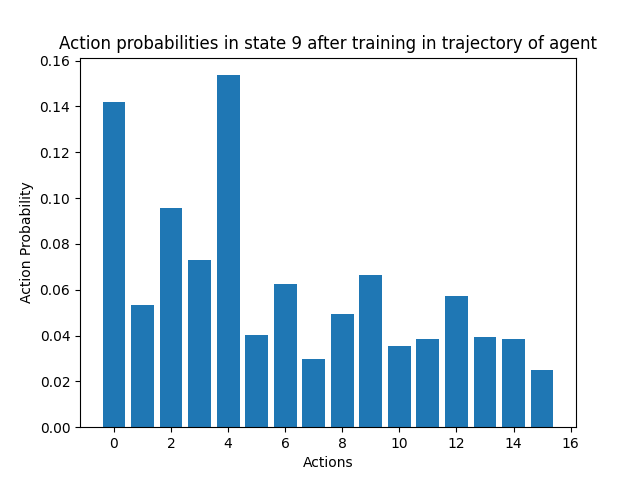 Action probabilities in state 9 after training in trajectory of agent
0.16
0.14
0.12
0.10
0.08
0.06
0.04
0.02
0.00
Action Probability
0 2 4 6 8 10 12 14 16
Actions